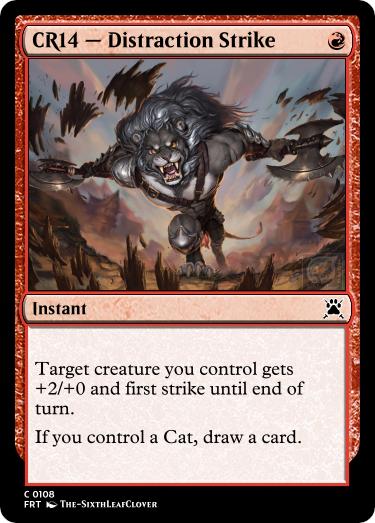 CR14 — Distraction Strike
Instant
Target creature you control gets
+2/+0 and first strike until end of
turn.
If you control a Cat, draw a card.
C 0108
FRT The-SixthLeafClover